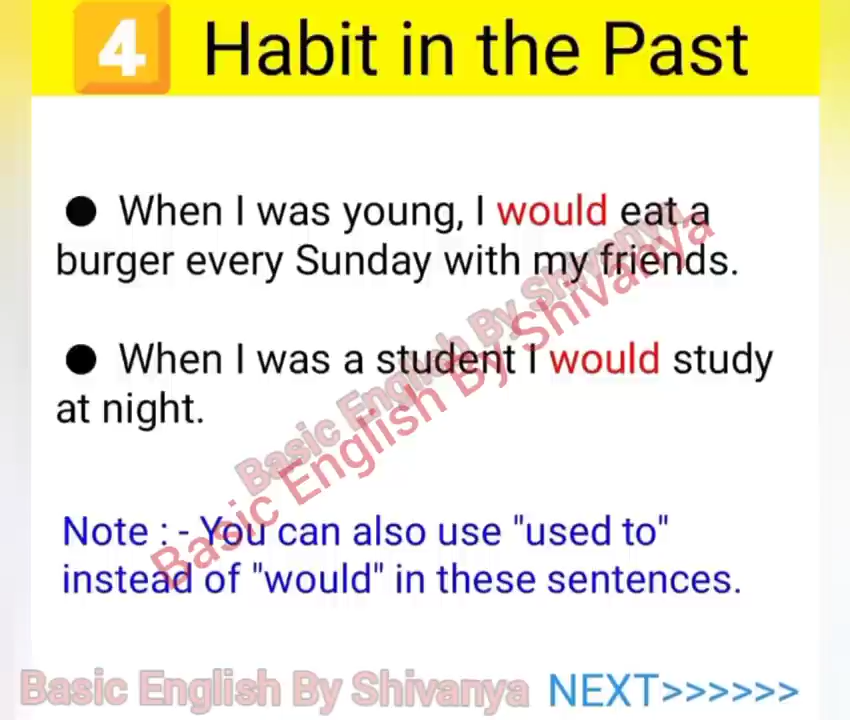 4 Habit in the Past
● When I was young, I would eat a
burger every Sunday with my friends.
● When I was a student I would study
at night.
Basic English By Shivanya
Basic English By Shivanya
Note : - You can also use "used to"
instead of "would" in these sentences.
Basic English By Shivanya NEXT>>>>>>